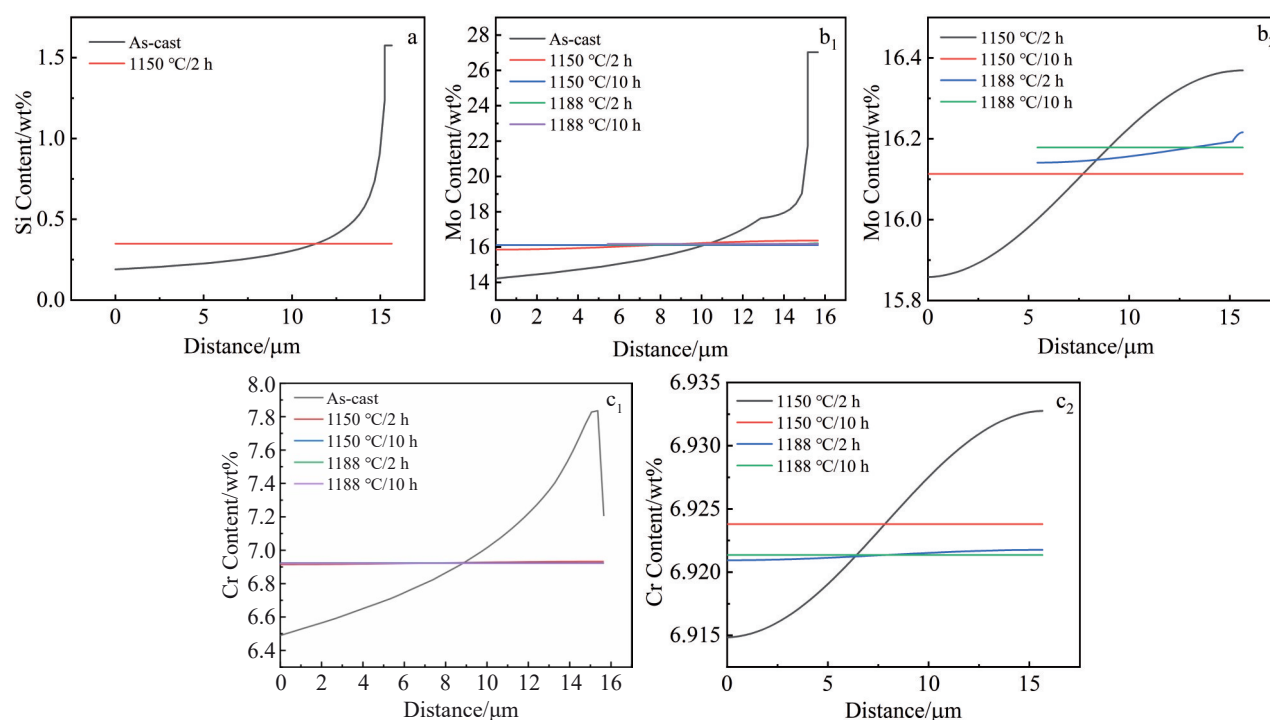 a
As-cast
1150 ℃/2 h
Si Content/wt%
1.5
1.0
0.5
0.0
0
5
10
15
Distance/μm
b1
As-cast
1150 ℃/2 h
1150 ℃/10 h
1188 ℃/2 h
1188 ℃/10 h
Mo Content/wt%
28
26
24
22
20
18
16
14
0
2
4
6
8
10
12
14
16
Distance/μm
b
1150 ℃/2 h
1150 ℃/10 h
1188 ℃/2 h
1188 ℃/10 h
Mo Content/wt%
16.4
16.2
16.0
15.8
0
5
10
15
Distance/μm
c1
As-cast
1150 ℃/2 h
1150 ℃/10 h
1188 ℃/2 h
1188 ℃/10 h
Cr Content/wt%
8.0
7.8
7.6
7.4
7.2
7.0
6.8
6.6
6.4
0
2
4
6
8
10
12
14
16
Distance/μm
c2
1150 ℃/2 h
1150 ℃/10 h
1188 ℃/2 h
1188 ℃/10 h
Cr Content/wt%
6.935
6.930
6.925
6.920
6.915
0
5
10
15
Distance/μm